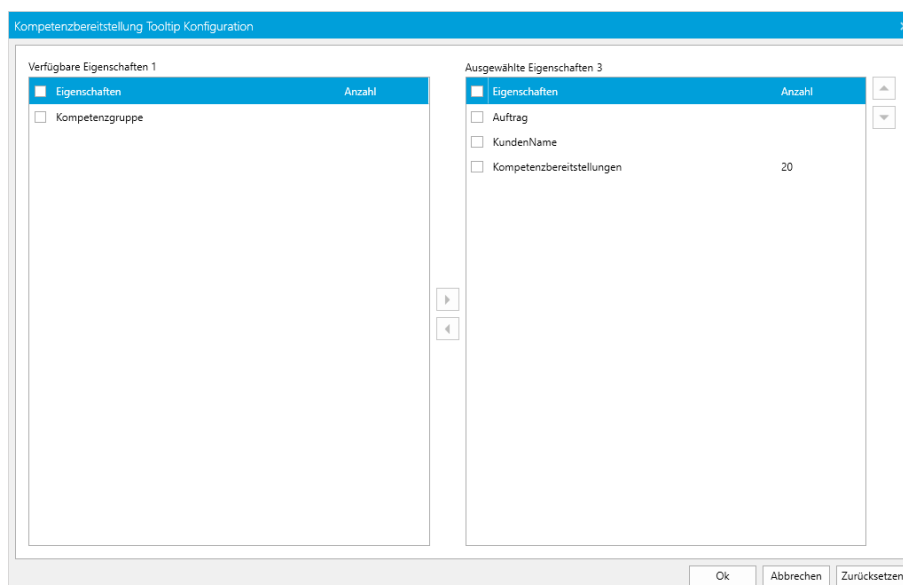 Kompetenzbereitstellung Tooltip Konfiguration
Verfügbare Eigenschaften 1
Eigenschaften Anzahl
Kompetenzgruppe
Ausgewählte Eigenschaften 3
Eigenschaften Anzahl
Auftrag
KundenName
Kompetenzbereitstellungen 20
Ok Abbrechen Zurücksetzen